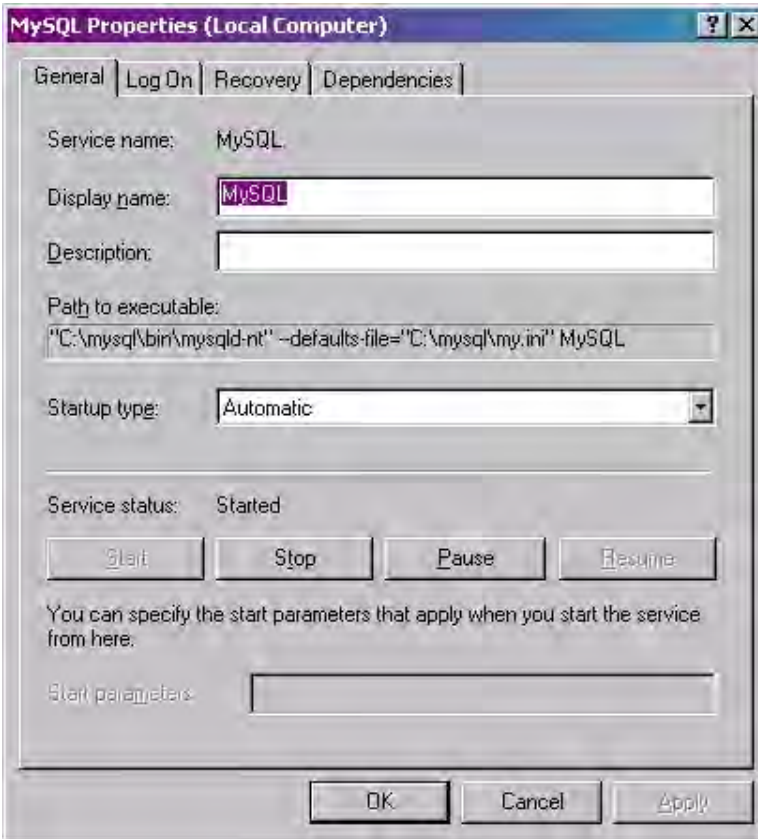 MySQL Properties (Local Computer)
General Log On Recovery Dependencies
Service name: MySQL
Display name: MySQL
Description:
Path to executable:
"C:\mysql\bin\mysqld-nt" --defaults-file="C:\mysql\my.ini" MySQL
Startup type: Automatic
Service status: Started
Start Stop Pause Resume
You can specify the start parameters that apply when you start the service
from here.
Start parameters:
OK Cancel Apply